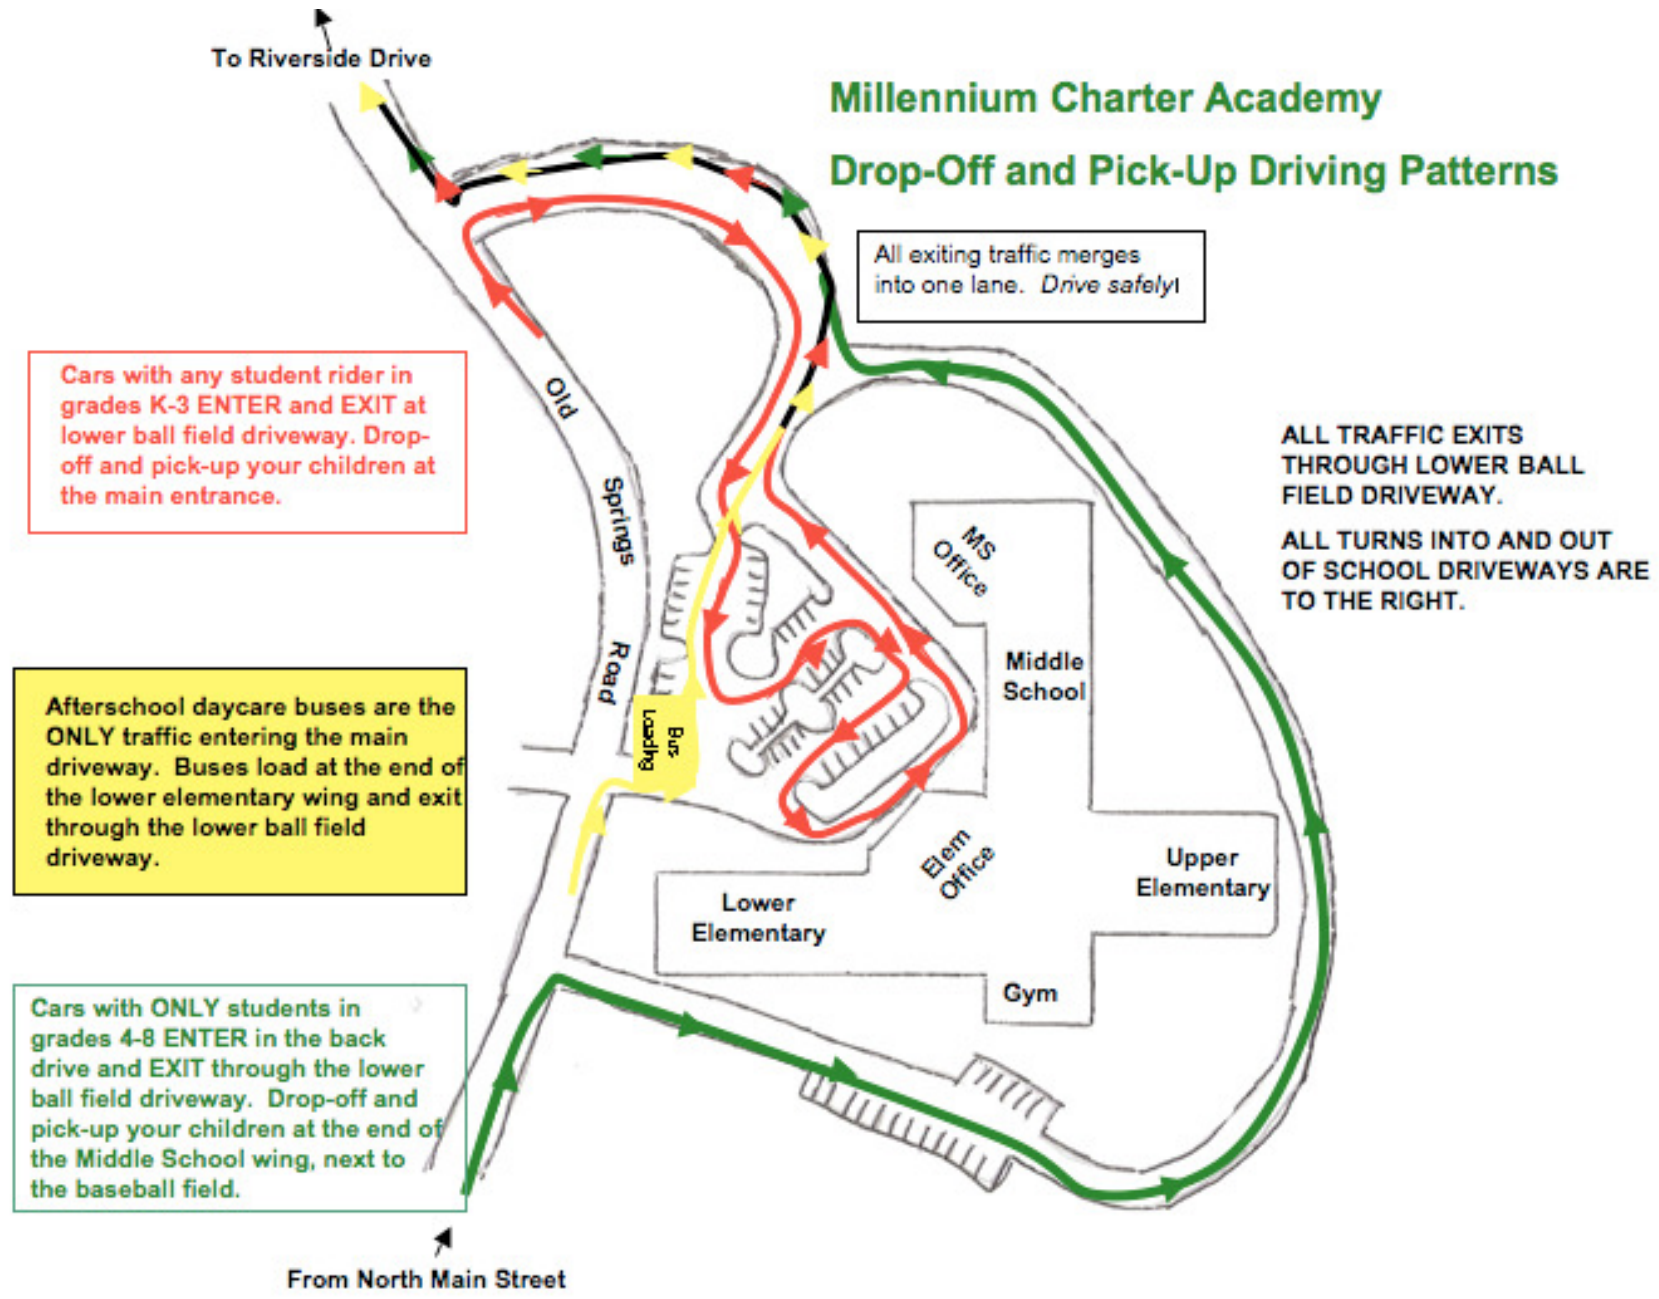 To Riverside Drive
Millennium Charter Academy
Drop-Off and Pick-Up Driving Patterns
All exiting traffic merges
into one lane. Drive safely!
Cars with any student rider in
grades K-3 ENTER and EXIT at
lower ball field driveway. Drop-
off and pick-up your children at
the main entrance.
Old
Springs
Road
ALL TRAFFIC EXITS
THROUGH LOWER BALL
FIELD DRIVEWAY.
ALL TURNS INTO AND OUT
OF SCHOOL DRIVEWAYS ARE
TO THE RIGHT.
MS
Office
Middle
School
Bus
Loading
Afterschool daycare buses are the
ONLY traffic entering the main
driveway. Buses load at the end of
the lower elementary wing and exit
through the lower ball field
driveway.
Elem
Office
Upper
Elementary
Lower
Elementary
Gym
Cars with ONLY students in
grades 4-8 ENTER in the back
drive and EXIT through the lower
ball field driveway. Drop-off and
pick-up your children at the end of
the Middle School wing, next to
the baseball field.
From North Main Street